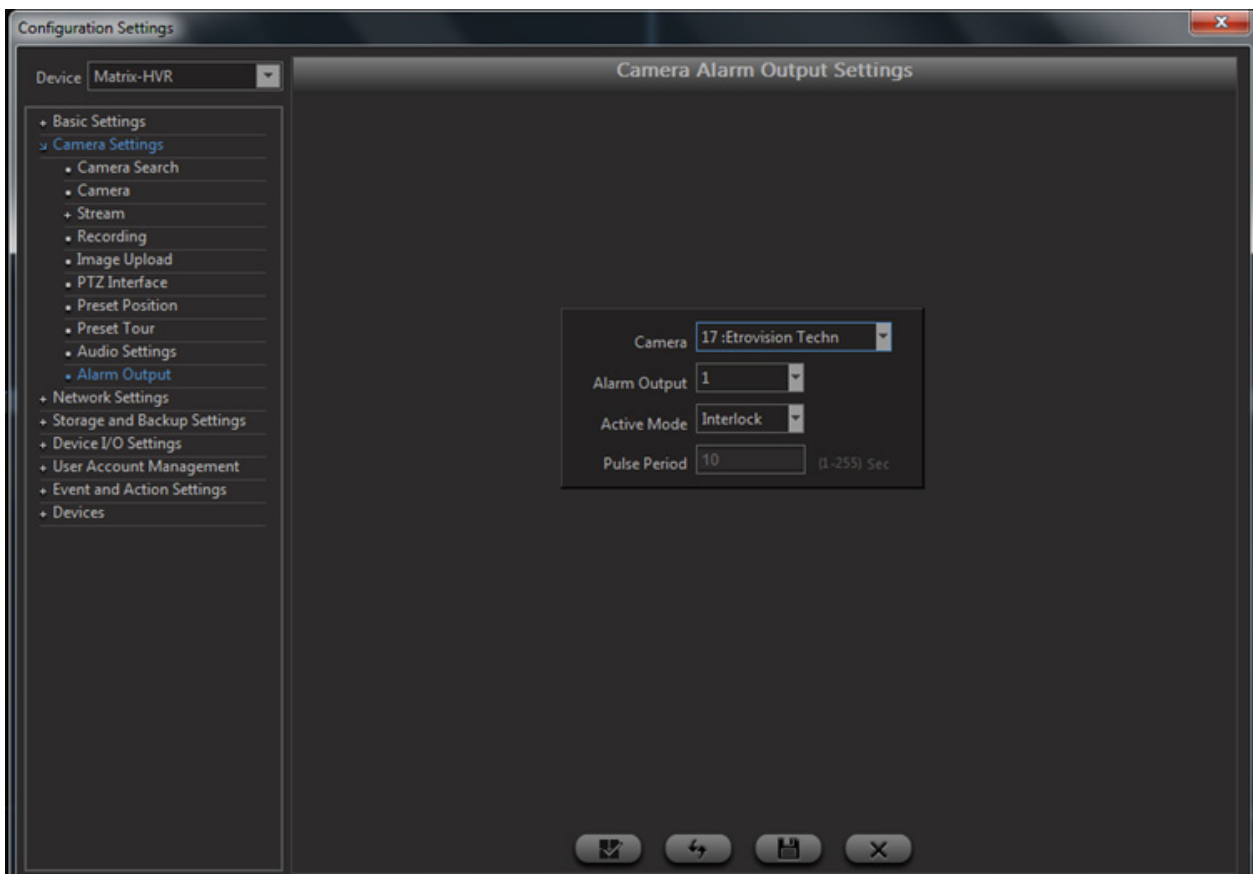 Configuration Settings
Device Matrix-HVR
+ Basic Settings
Camera Settings
Camera Search
Camera
+ Stream
Recording
Image Upload
PTZ Interface
Preset Position
Preset Tour
Audio Settings
Alarm Output
+ Network Settings
+ Storage and Backup Settings
+ Device I/O Settings
+ User Account Management
+ Event and Action Settings
+ Devices
Camera Alarm Output Settings
Camera 17 :Etrovision Techn
Alarm Output 1
Active Mode Interlock
Pulse Period 10 (1-255) Sec